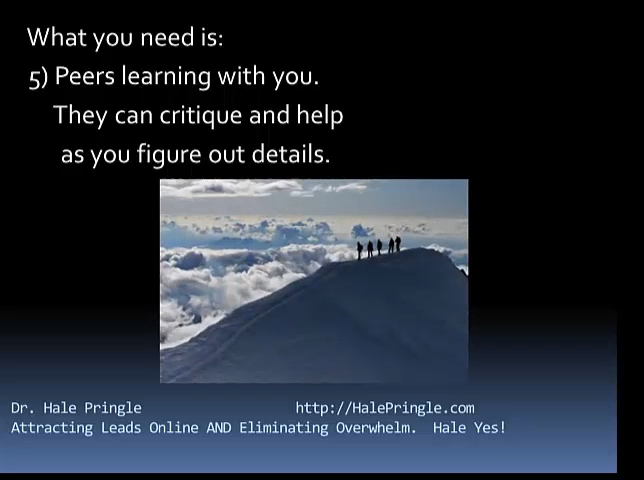 What you need is:
5) Peers learning with you.
They can critique and help
as you figure out details.
Dr. Hale Pringle http://HalePringle.com
Attracting Leads Online AND Eliminating Overwhelm. Hale Yes!